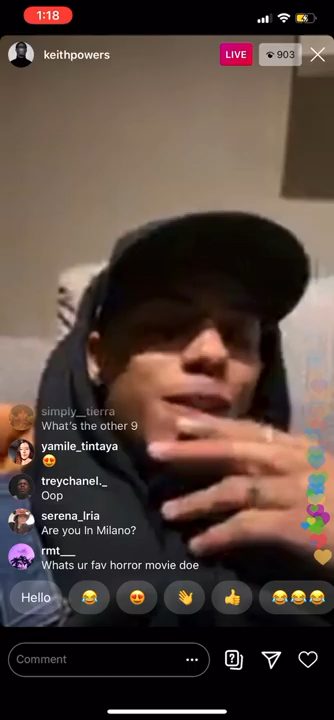 1:18
keithpowers
LIVE
903
simply__tierra
What's the other 9
yamile_tintaya
😍
treychanel._
Oop
serena_lria
Are you In Milano?
rmt___
Whats ur fav horror movie doe
Hello
😂
😍
👋
👍
😂😂😂
Comment